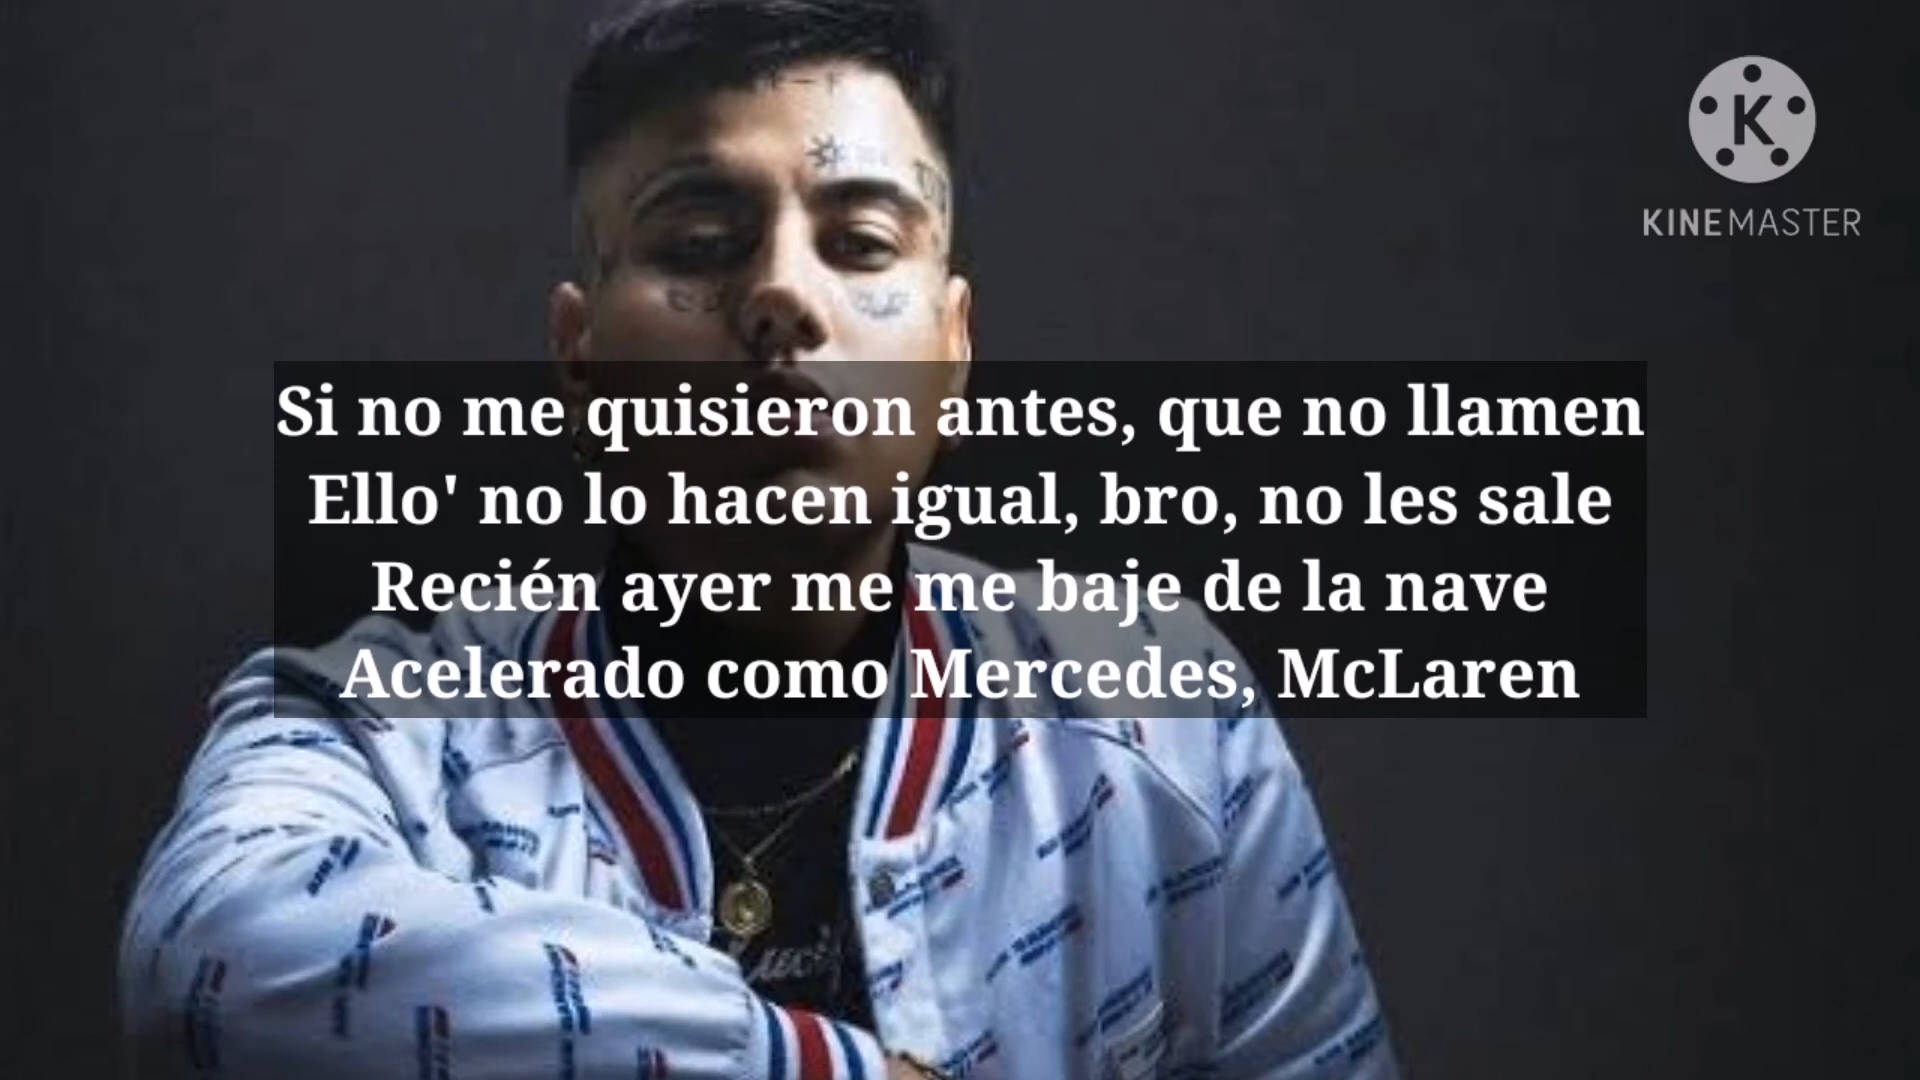 K
KINEMASTER
Si no me quisieron antes, que no llamen
Ello' no lo hacen igual, bro, no les sale
Recién ayer me me baje de la nave
Acelerado como Mercedes, McLaren